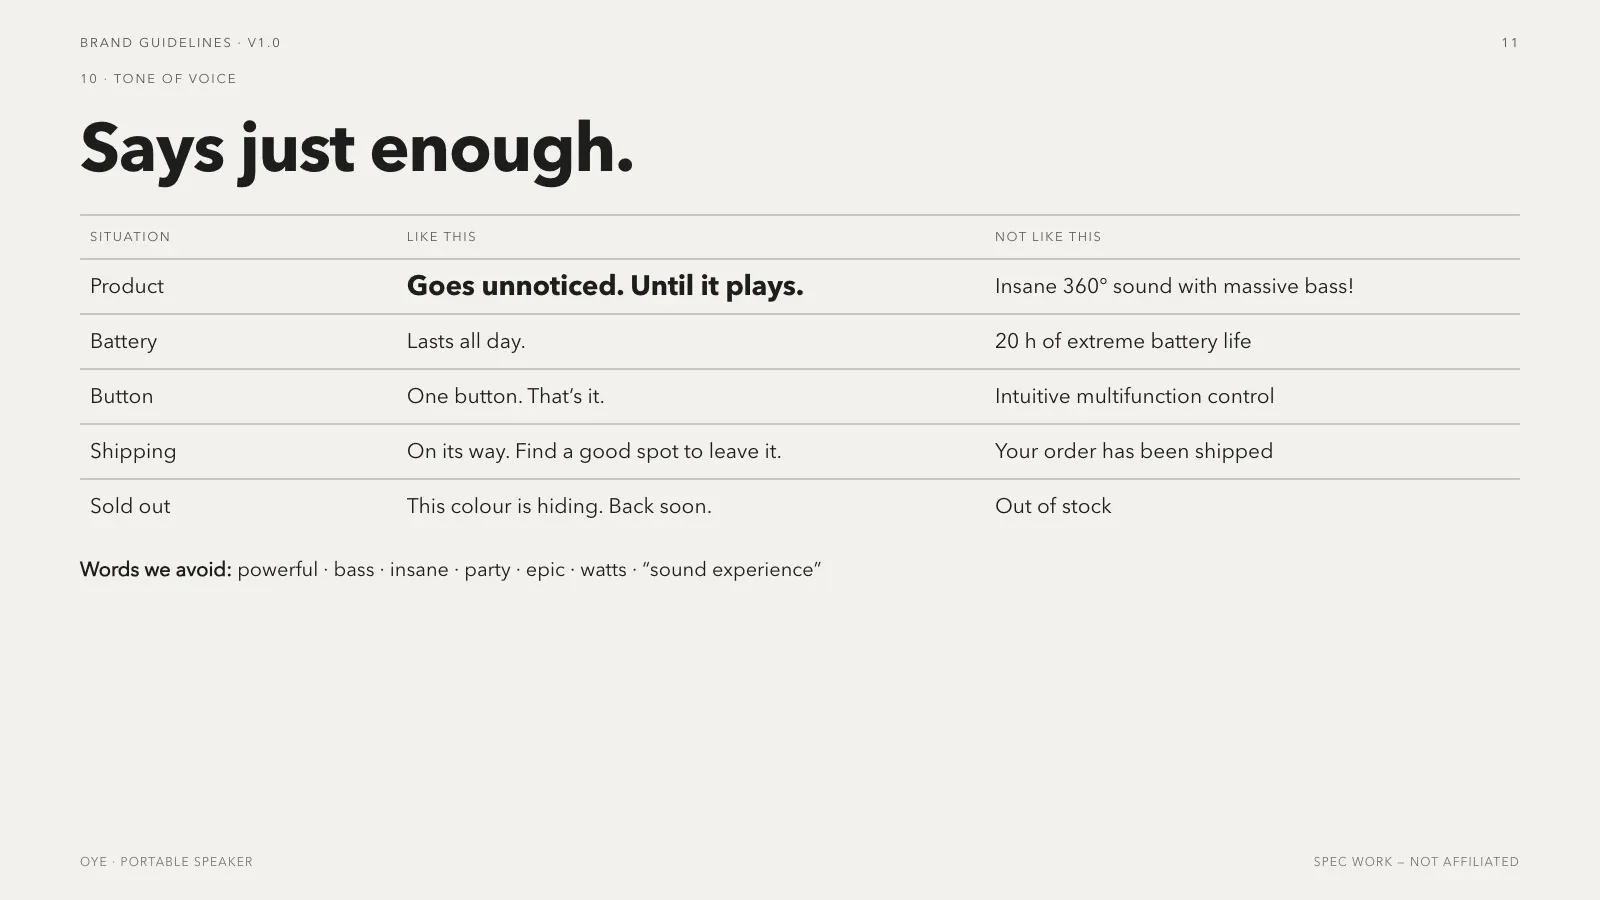 BRAND GUIDELINES · V1.0
11
10 · TONE OF VOICE
Says just enough.
SITUATION LIKE THIS NOT LIKE THIS
Product Goes unnoticed. Until it plays. Insane 360° sound with massive bass!
Battery Lasts all day. 20 h of extreme battery life
Button One button. That’s it. Intuitive multifunction control
Shipping On its way. Find a good spot to leave it. Your order has been shipped
Sold out This colour is hiding. Back soon. Out of stock
Words we avoid: powerful · bass · insane · party · epic · watts · “sound experience”
OYE · PORTABLE SPEAKER
SPEC WORK – NOT AFFILIATED